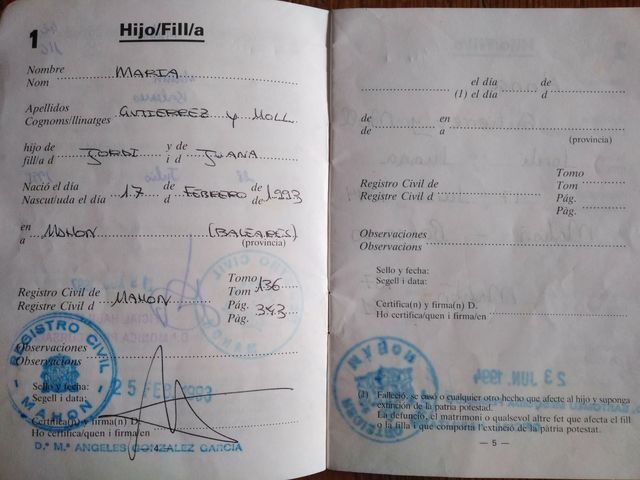 1 Hijo/Fill/a
Nombre
Nom MARIA
Apellidos
Cognoms/llinatges GUTIERREZ y MOLL
hijo de y de
fill/a d JORDI i d JUANA
Nació el día de de
Nascut/uda el día 17 d FEBRERO de 1993
en
a MAHON (BALEARES)
(provincia)
Tomo
Registro Civil de Tom 136
Registre Civil d MAHON Pág. 343
Pàg.
Observaciones
Observacions
REGISTRO CIVIL
MAHON
Sello y fecha:
Segell i data: 25 FEB 1993
Certifica(n) y firma(n) D.
Ho certifica/quen i firma/en
D.ª M.ª ANGELES GONZALEZ GARCIA
— 4 —
el día de
(1) el día d
de en
de a
(provincia)
Tomo
Registro Civil de Tom
Registre Civil d Pág.
Pàg.
Observaciones
Observacions
Sello y fecha:
Segell i data:
Certifica(n) y firma(n) D.
Ho certifica/quen i firma/en
23 JUN. 1994
(1) Falleció, se casó o cualquier otro hecho que afecte al hijo y suponga
extinción de la patria potestad.
La defunció, el matrimoni o qualsevol altre fet que afecta el fill
o la filla i que comporta l'extinció de la pàtria potestat.
— 5 —